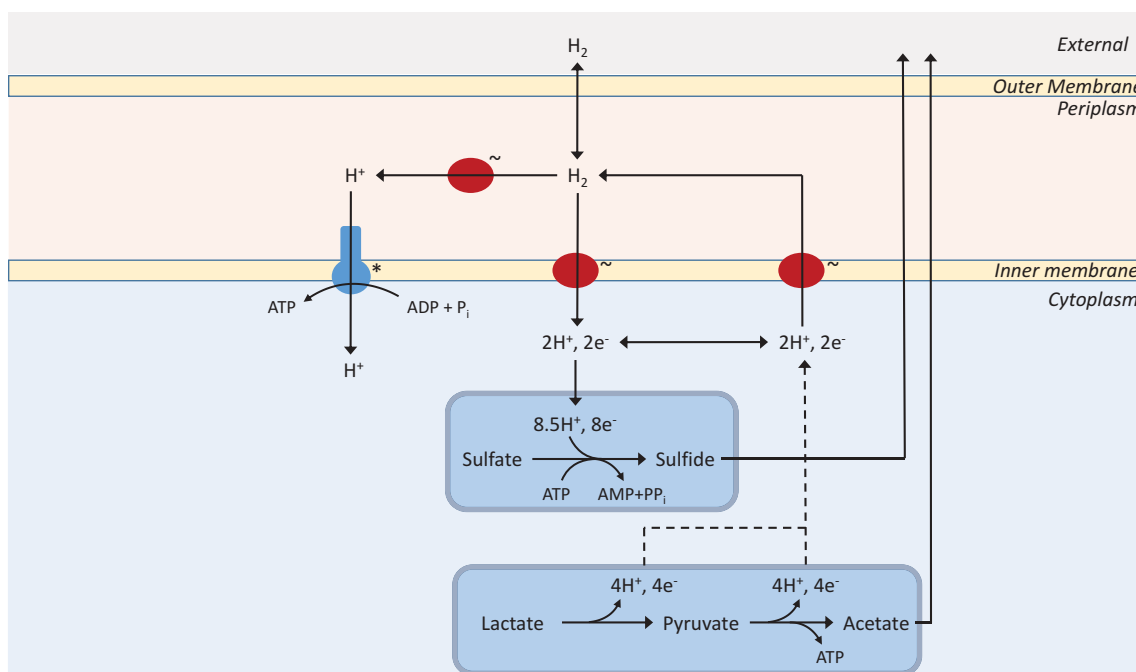 H₂
External
Outer Membrane
Periplasm
H⁺
~
H₂
*
~
~
Inner membrane
Cytoplasm
ATP
ADP + Pᵢ
2H⁺, 2e⁻
2H⁺, 2e⁻
H⁺
8.5H⁺, 8e⁻
Sulfate
Sulfide
ATP
AMP+PPᵢ
4H⁺, 4e⁻
4H⁺, 4e⁻
Lactate
Pyruvate
Acetate
ATP